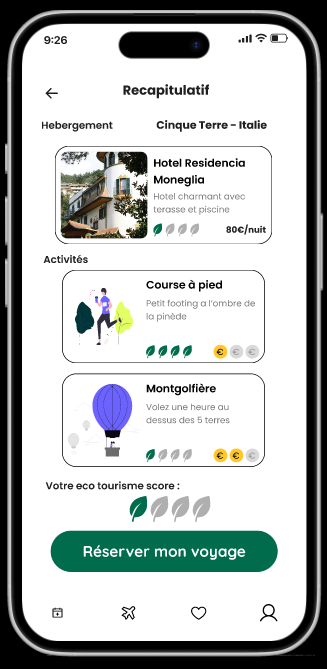 9:26
Recapitulatif
Hebergement
Cinque Terre - Italie
Hotel Residencia
Moneglia
Hotel charmant avec
terasse et piscine
80€/nuit
Activités
Course à pied
Petit footing a l'ombre de
la pinède
€ € €
Montgolfière
Volez une heure au
dessus des 5 terres
€ € €
Votre eco tourisme score :
Réserver mon voyage